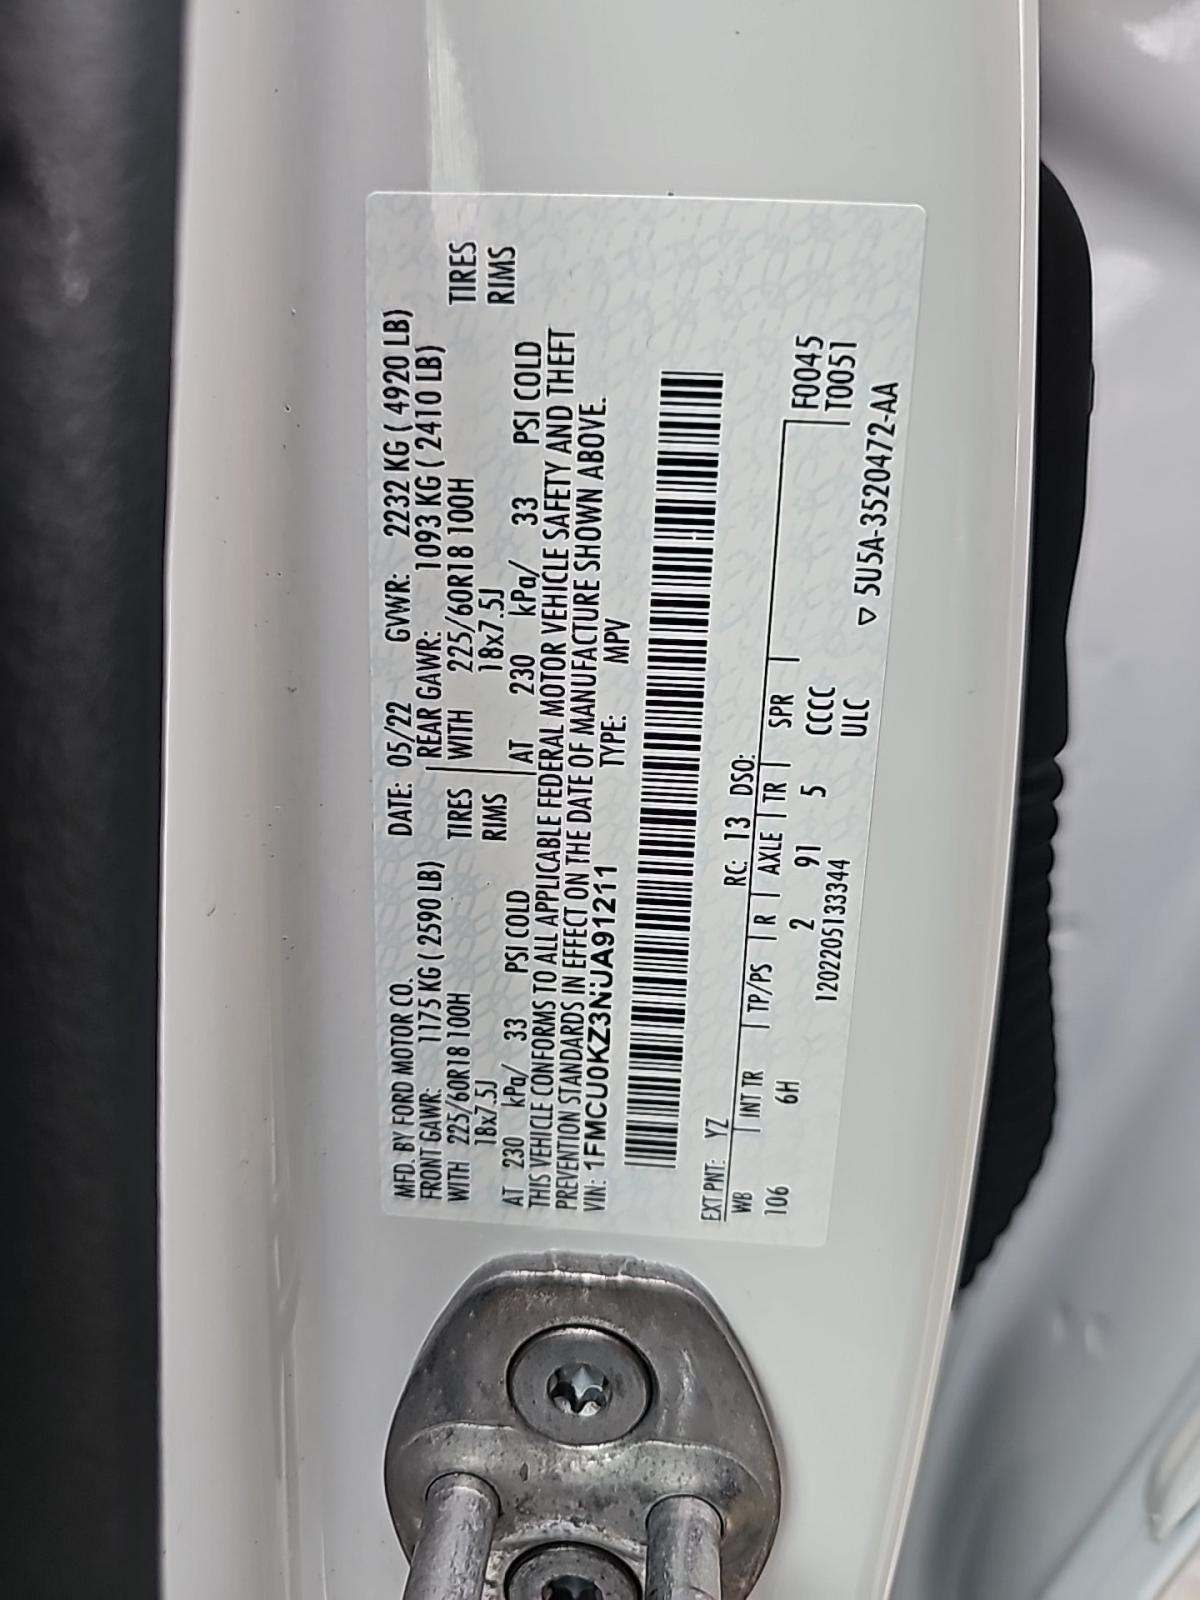 MFD. BY FORD MOTOR CO. DATE: 05/22 GVWR: 2232 KG ( 4920 LB)
FRONT GAWR: 1175 KG ( 2590 LB) REAR GAWR: 1093 KG ( 2410 LB)
WITH 225/60R18 100H TIRES WITH 225/60R18 100H TIRES
18x7.5J RIMS 18x7.5J RIMS
AT 230 kPa/ 33 PSI COLD AT 230 kPa/ 33 PSI COLD
THIS VEHICLE CONFORMS TO ALL APPLICABLE FEDERAL MOTOR VEHICLE SAFETY AND THEFT
PREVENTION STANDARDS IN EFFECT ON THE DATE OF MANUFACTURE SHOWN ABOVE.
VIN: 1FMCU0KZ3NUA91211 TYPE: MPV
EXT PNT: YZ RC: 13 DSO:
WB INT TR TP/PS R AXLE TR SPR F0045
106 6H 2 91 5 CCCC T0051
1202205133344 ULC ▽ 5U5A-3520472-AA